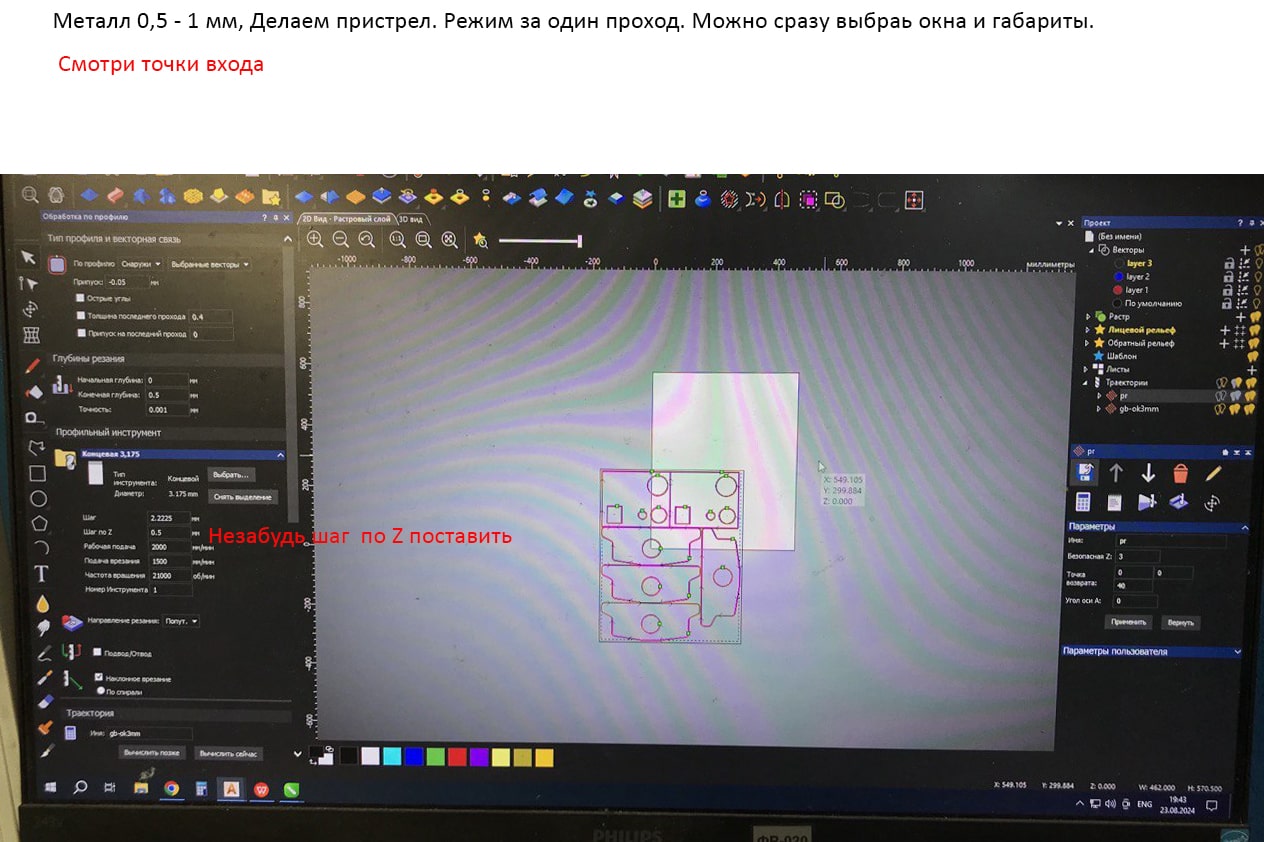 Металл 0,5 - 1 мм, Делаем пристрел. Режим за один проход. Можно сразу выбраь окна и габариты.
Смотри точки входа
Обработка по профилю
2D Вид - Растровый слой
3D вид
Проект
Тип профиля и векторная связь
(Без имени)
Векторы
По профилю Снаружи Выбранные векторы
-1000 -800 -600 -400 -200 0 200 400 600 800 1000 миллиметры
layer 3
Припуск: -0.05 мм
layer 2
Острые углы
layer 1
Толщина последнего прохода 0.4
По умолчанию
Припуск на последний проход 0
Растр
Лицевой рельеф
Глубины резания
Обратный рельеф
Шаблон
Начальная глубина: 0 мм
Листы
Конечная глубина: 0.5 мм
Траектории
Точность: 0.001 мм
pr
gb-ok3mm
Профильный инструмент
Концевая 3,175
pr
Тип инструмента: Концевой
Выбрать...
Диаметр: 3.175 mm
Снять выделение
X: 549.105
Y: 299.884
Z: 0.000
Шаг 2.2225 мм
Параметры
Шаг по Z 0.5 мм
Незабудь шаг по Z поставить
Имя: pr
Рабочая подача 2000 мм/мин
Безопасная Z: 3
Подача врезания 1500 мм/мин
Точка возврата: 0 0
Частота вращения 21000 об/мин
40
Номер Инструмента 1
Угол оси A: 0
Направление резания: Попут.
Применить Вернуть
Подвод/Отвод
Параметры пользователя
Наклонное врезание
По спирали
Траектория
Имя: gb-ok3mm
Вычислить позже Вычислить сейчас
X: 549.105 Y: 299.884 Z: 0.000 W: 462.000 H: 570.500
ENG
19:43
23.08.2024
PHILIPS